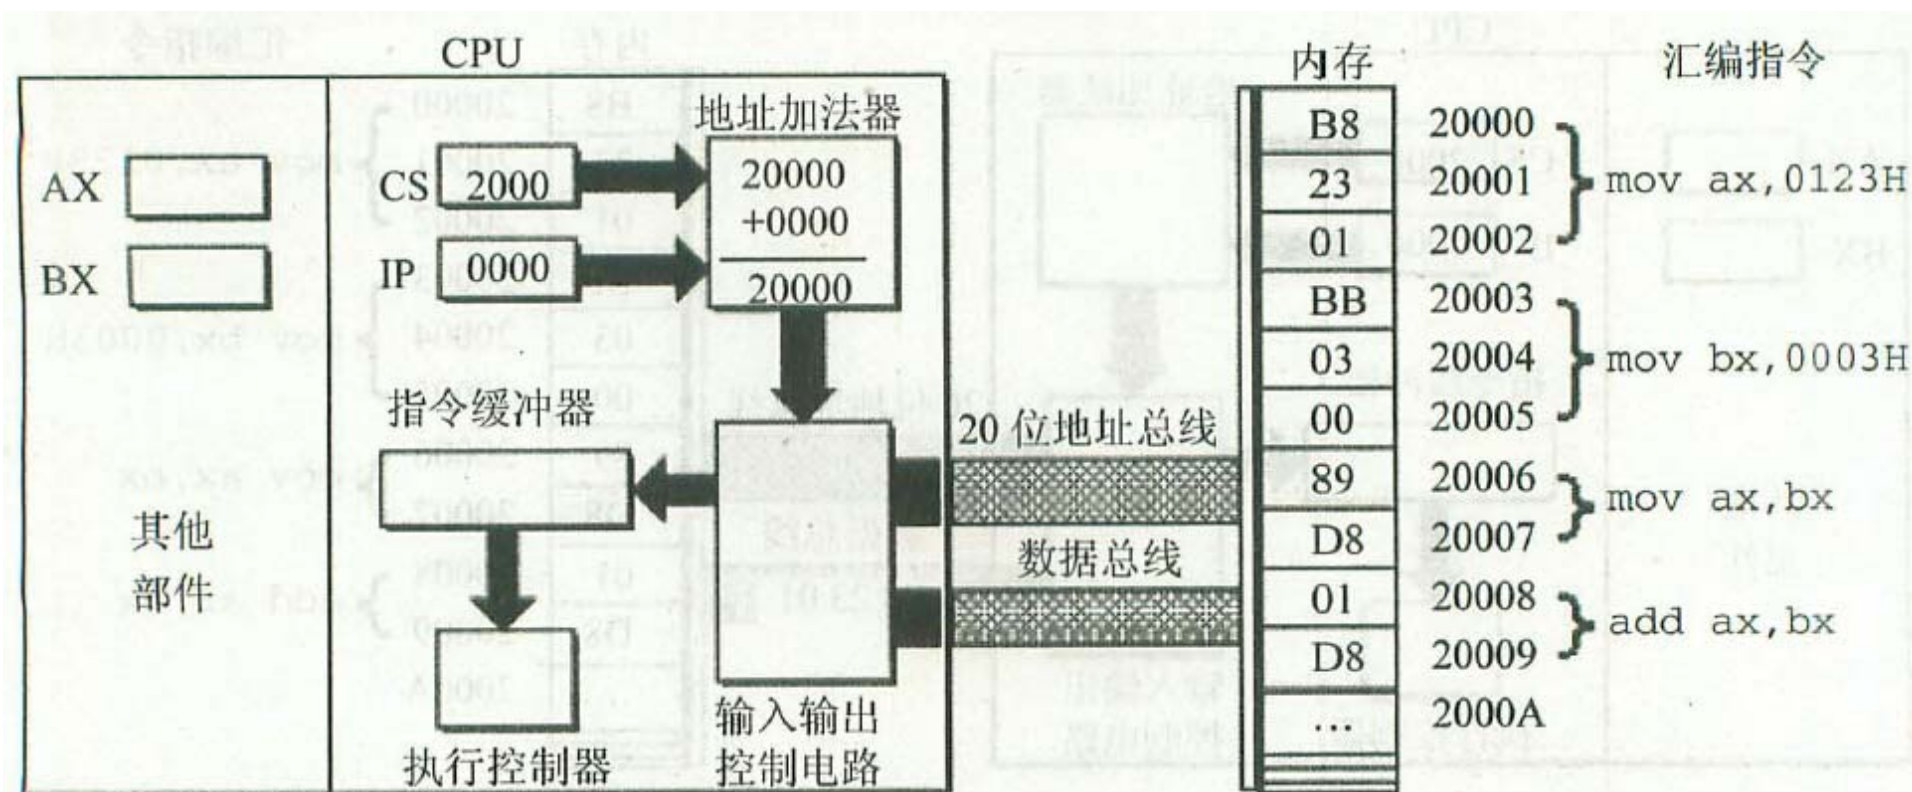 CPU
AX
BX
其他
部件
CS
2000
IP
0000
地址加法器
20000
+0000
20000
指令缓冲器
执行控制器
输入输出
控制电路
20 位地址总线
数据总线
内存
汇编指令
B8 20000
23 20001
01 20002
mov ax,0123H
BB 20003
03 20004
00 20005
mov bx,0003H
89 20006
D8 20007
mov ax,bx
01 20008
D8 20009
add ax,bx
… 2000A